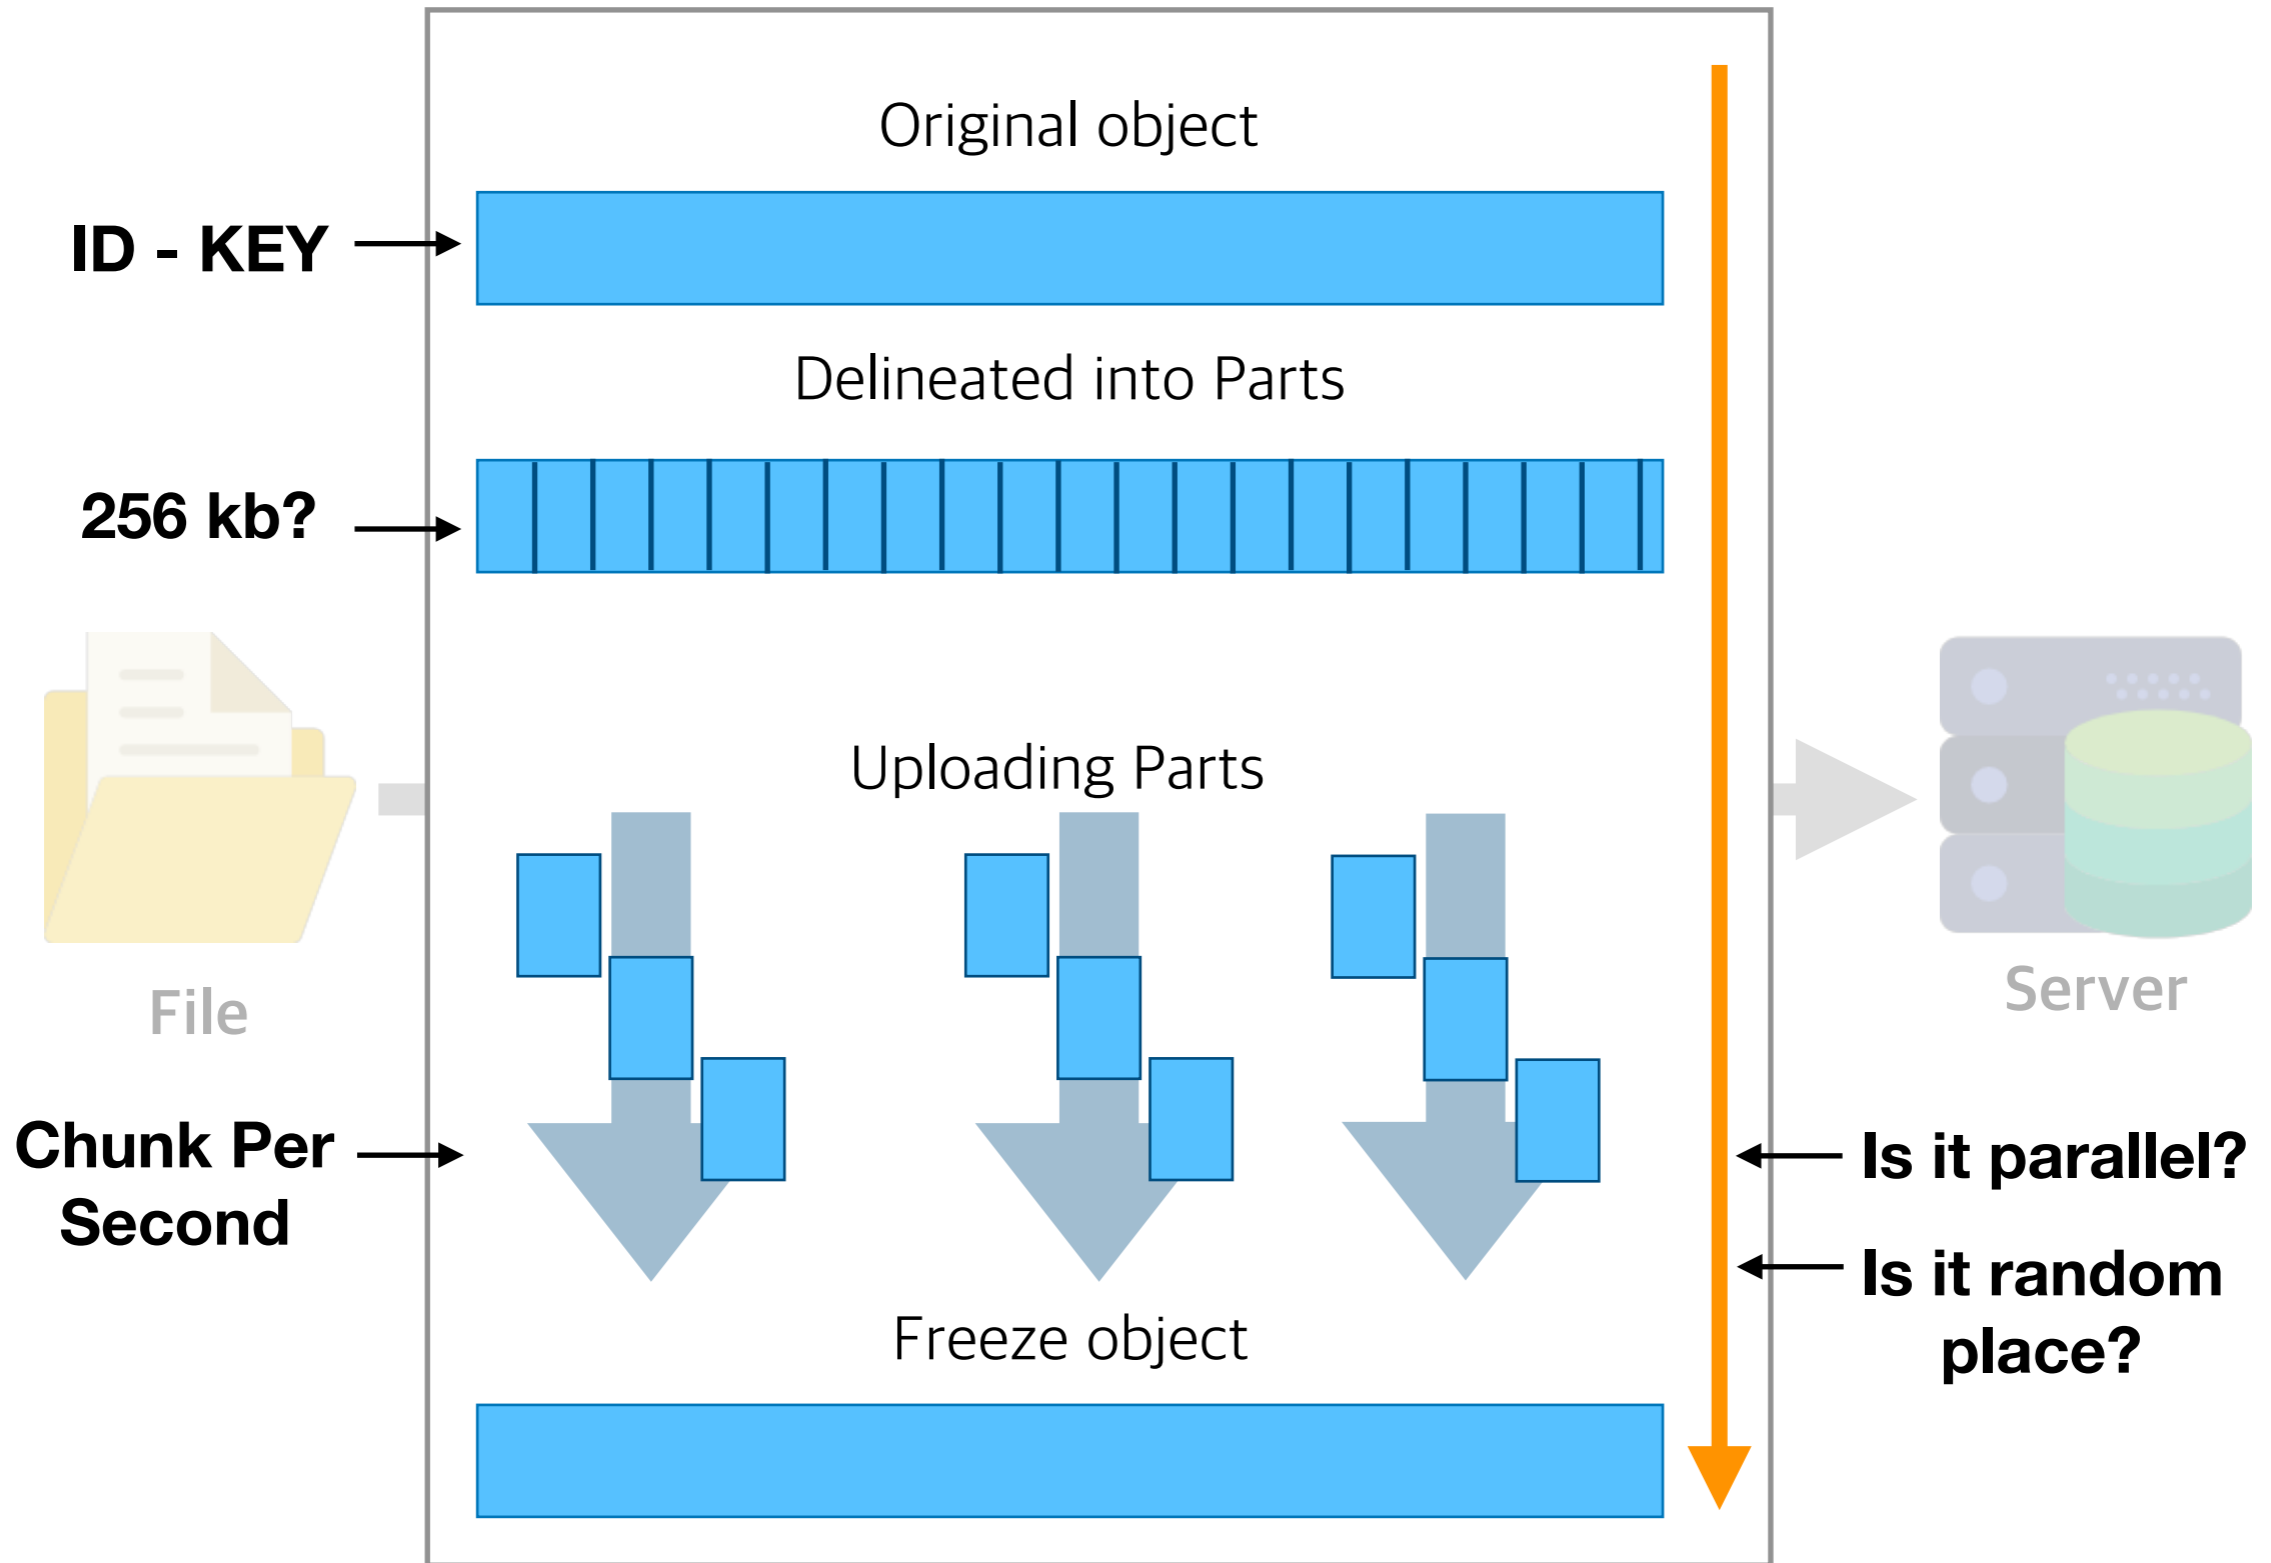 Original object
ID - KEY
Delineated into Parts
256 kb?
Uploading Parts
File
Server
Chunk Per
Second
Is it parallel?
Is it random
place?
Freeze object